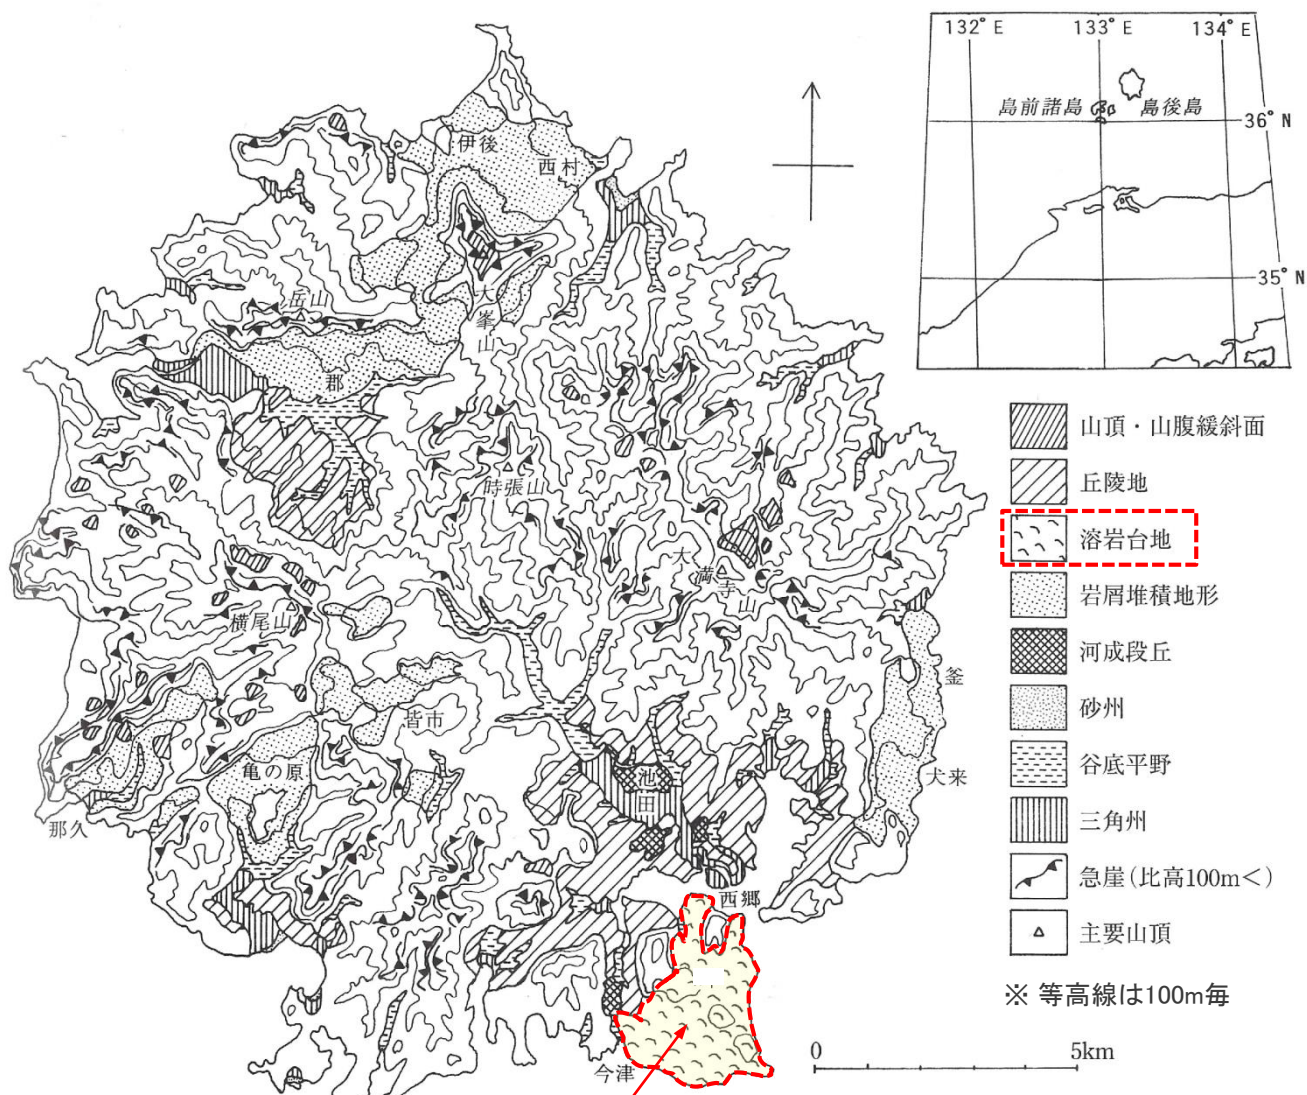 132°E
133°E
134°E
島前諸島
島後島
36°N
35°N
伊後
西村
岳山
大峯山
郡
時張山
大満寺山
横尾山
皆市
亀の原
那久
釜
犬来
池田
西郷
今津
山頂・山腹緩斜面
丘陵地
溶岩台地
岩屑堆積地形
河成段丘
砂州
谷底平野
三角州
急崖(比高100m<)
主要山頂
※ 等高線は100m毎
0 5km